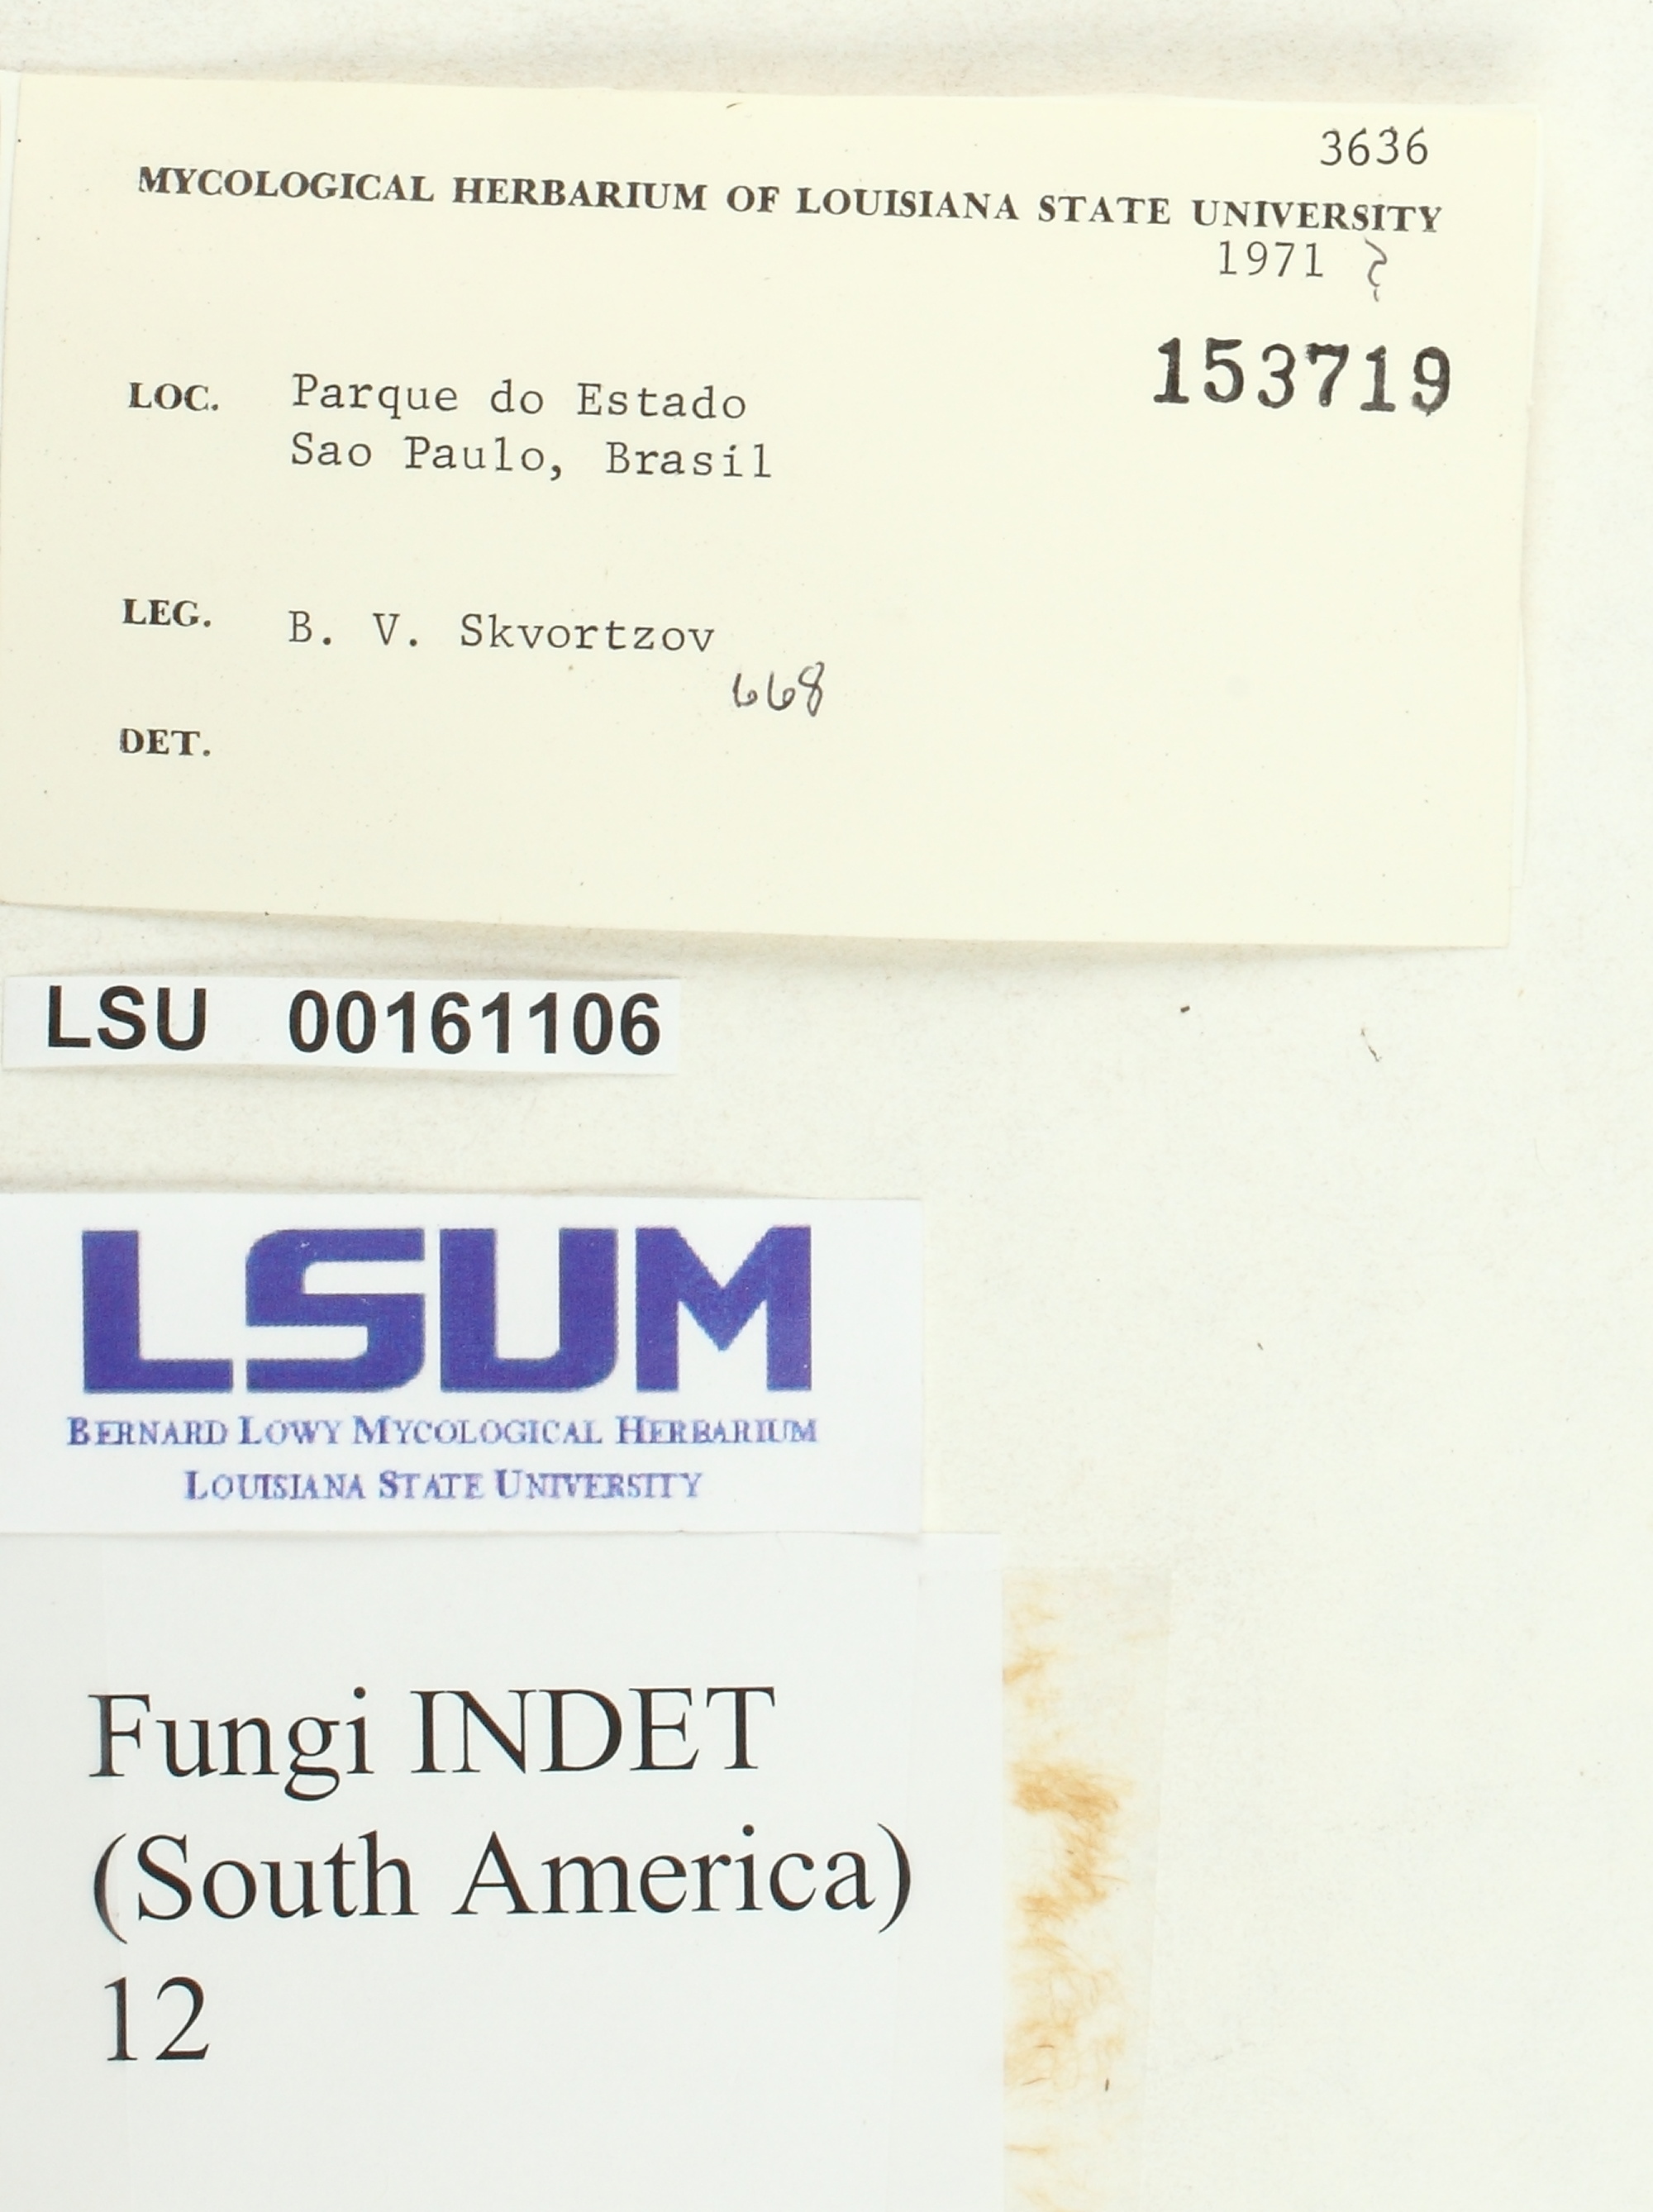 3636
MYCOLOGICAL HERBARIUM OF LOUISIANA STATE UNIVERSITY
1971 ?
153719
LOC. Parque do Estado
Sao Paulo, Brasil
LEG. B. V. Skvortzov
668
DET.
LSU 00161106
LSUM
BERNARD LOWY MYCOLOGICAL HERBARIUM
LOUISIANA STATE UNIVERSITY
Fungi INDET
(South America)
12